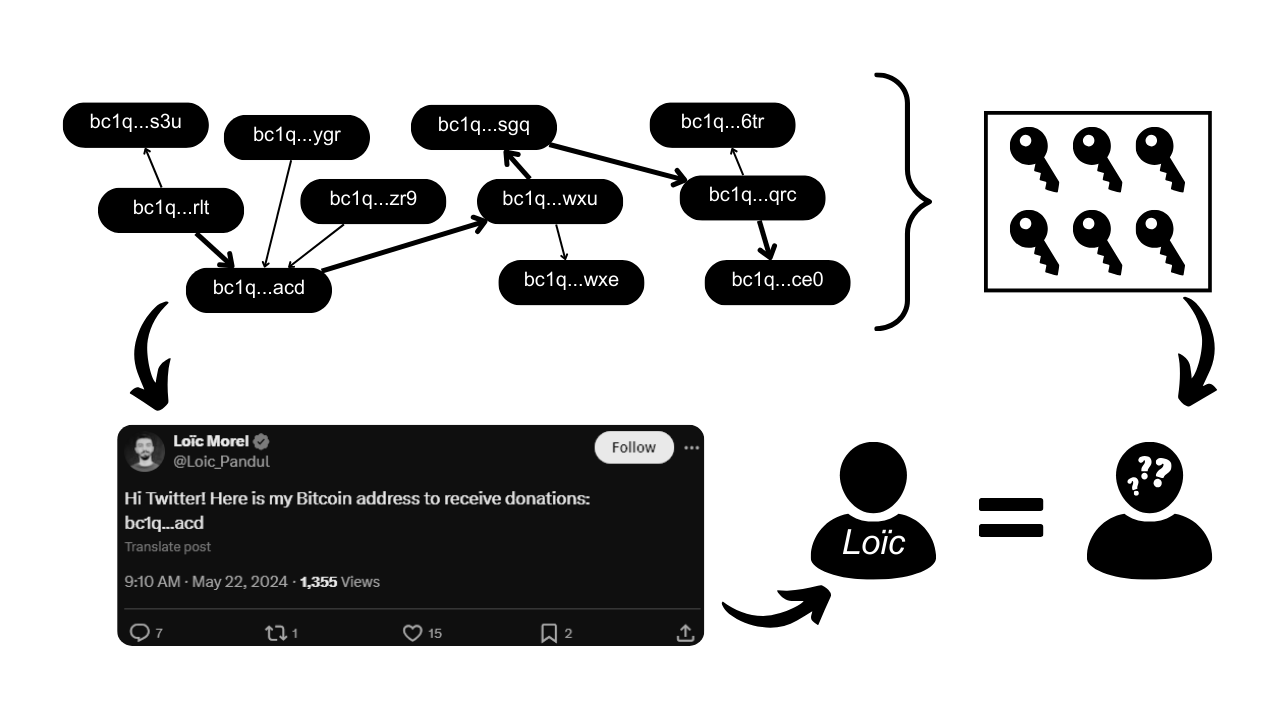 bc1q...s3u
bc1q...ygr
bc1q...sgq
bc1q...6tr
bc1q...rlt
bc1q...zr9
bc1q...wxu
bc1q...qrc
bc1q...acd
bc1q...wxe
bc1q...ce0
Loïc Morel
@Loic_Pandul
Follow
Hi Twitter! Here is my Bitcoin address to receive donations:
bc1q...acd
Translate post
9:10 AM · May 22, 2024 · 1,355 Views
7 1 15 2
Loïc
???